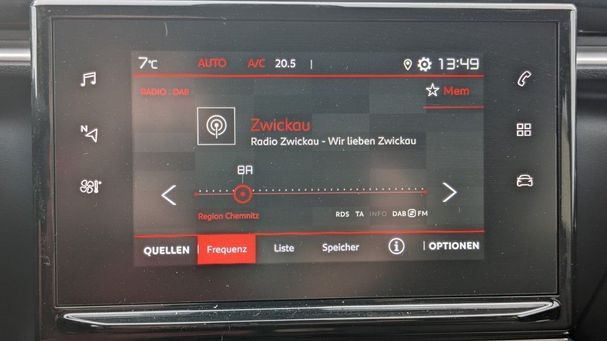 7°C AUTO A/C 20.5 | 13:49
RADIO . DAB Mem
Zwickau
Radio Zwickau - Wir lieben Zwickau
N
8A
Region Chemnitz RDS TA INFO DAB FM
QUELLEN Frequenz Liste Speicher i OPTIONEN